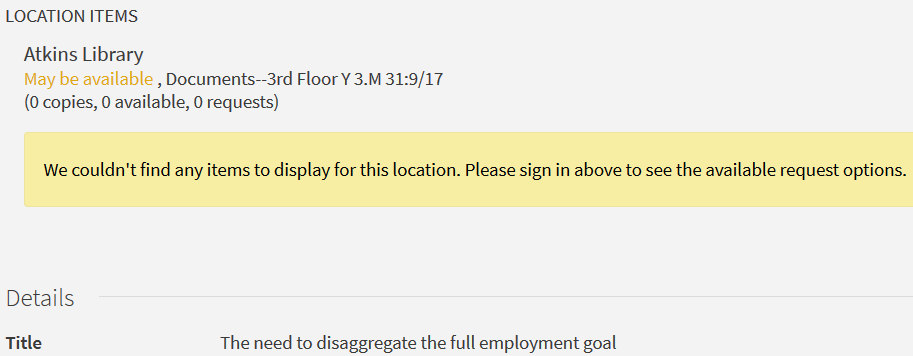 LOCATION ITEMS
Atkins Library
May be available , Documents--3rd Floor Y 3.M 31:9/17
(0 copies, 0 available, 0 requests)
We couldn't find any items to display for this location. Please sign in above to see the available request options.
Details
Title The need to disaggregate the full employment goal